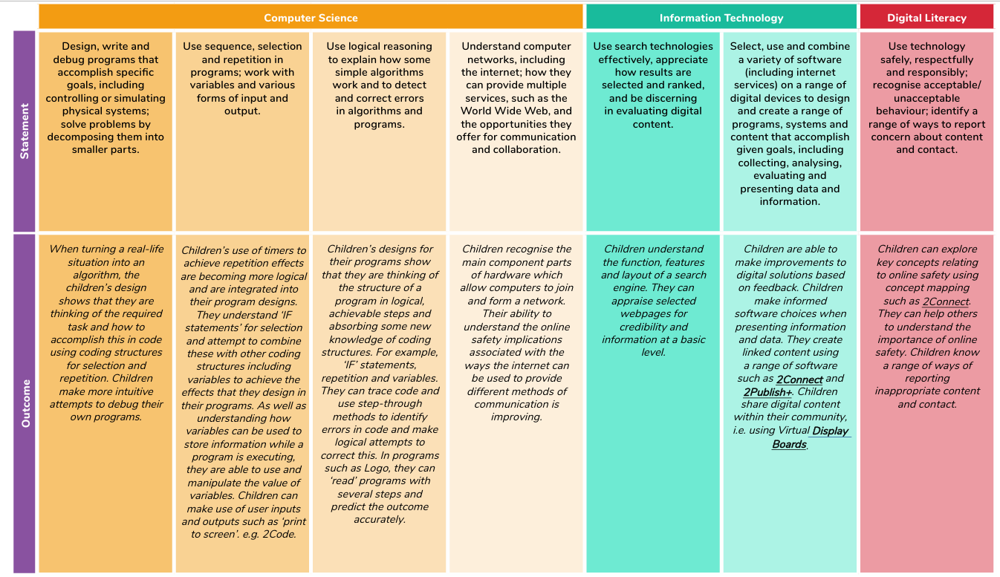 Computer Science
Information Technology
Digital Literacy
Statement
Design, write and
debug programs that
accomplish specific
goals, including
controlling or simulating
physical systems;
solve problems by
decomposing them into
smaller parts.
Use sequence, selection
and repetition in
programs; work with
variables and various
forms of input and
output.
Use logical reasoning
to explain how some
simple algorithms
work and to detect
and correct errors
in algorithms and
programs.
Understand computer
networks, including
the internet; how they
can provide multiple
services, such as the
World Wide Web, and
the opportunities they
offer for communication
and collaboration.
Use search technologies
effectively, appreciate
how results are
selected and ranked,
and be discerning
in evaluating digital
content.
Select, use and combine
a variety of software
(including internet
services) on a range of
digital devices to design
and create a range of
programs, systems and
content that accomplish
given goals, including
collecting, analysing,
evaluating and
presenting data and
information.
Use technology
safely, respectfully
and responsibly;
recognise acceptable/
unacceptable
behaviour; identify a
range of ways to report
concern about content
and contact.
Outcome
When turning a real-life
situation into an
algorithm, the
children's design
shows that they are
thinking of the required
task and how to
accomplish this in code
using coding structures
for selection and
repetition. Children
make more intuitive
attempts to debug their
own programs.
Children's use of timers to
achieve repetition effects
are becoming more logical
and are integrated into
their program designs.
They understand 'IF
statements' for selection
and attempt to combine
these with other coding
structures including
variables to achieve the
effects that they design in
their programs. As well as
understanding how
variables can be used to
store information while a
program is executing,
they are able to use and
manipulate the value of
variables. Children can
make use of user inputs
and outputs such as 'print
to screen'. e.g. 2Code.
Children's designs for
their programs show
that they are thinking of
the structure of a
program in logical,
achievable steps and
absorbing some new
knowledge of coding
structures. For example,
'IF' statements,
repetition and variables.
They can trace code and
use step-through
methods to identify
errors in code and make
logical attempts to
correct this. In programs
such as Logo, they can
'read' programs with
several steps and
predict the outcome
accurately.
Children recognise the
main component parts
of hardware which
allow computers to join
and form a network.
Their ability to
understand the online
safety implications
associated with the
ways the internet can
be used to provide
different methods of
communication is
improving.
Children understand
the function, features
and layout of a search
engine. They can
appraise selected
webpages for
credibility and
information at a basic
level.
Children are able to
make improvements to
digital solutions based
on feedback. Children
make informed
software choices when
presenting information
and data. They create
linked content using
a range of software
such as 2Connect and
2Publish+. Children
share digital content
within their community,
i.e. using Virtual Display
Boards.
Children can explore
key concepts relating
to online safety using
concept mapping
such as 2Connect.
They can help others
to understand the
importance of online
safety. Children know
a range of ways of
reporting
inappropriate content
and contact.